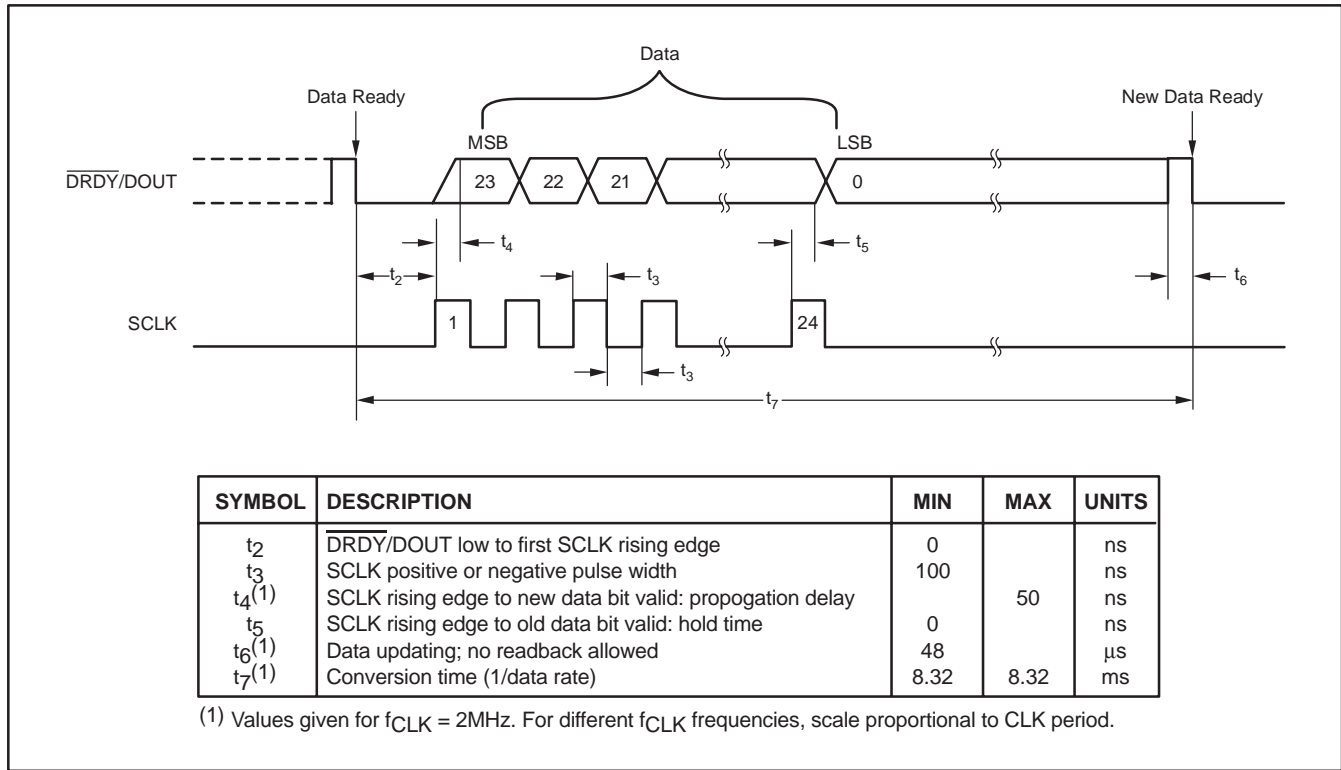 Data
Data Ready
New Data Ready
MSB
LSB
DRDY/DOUT
23
22
21
0
t4
t5
t2
t3
t6
SCLK
1
24
t3
t7
SYMBOL DESCRIPTION MIN MAX UNITS
t2 DRDY/DOUT low to first SCLK rising edge 0 ns
t3 SCLK positive or negative pulse width 100 ns
t4(1) SCLK rising edge to new data bit valid: propogation delay 50 ns
t5 SCLK rising edge to old data bit valid: hold time 0 ns
t6(1) Data updating; no readback allowed 48 μs
t7(1) Conversion time (1/data rate) 8.32 8.32 ms
(1) Values given for fCLK = 2MHz. For different fCLK frequencies, scale proportional to CLK period.